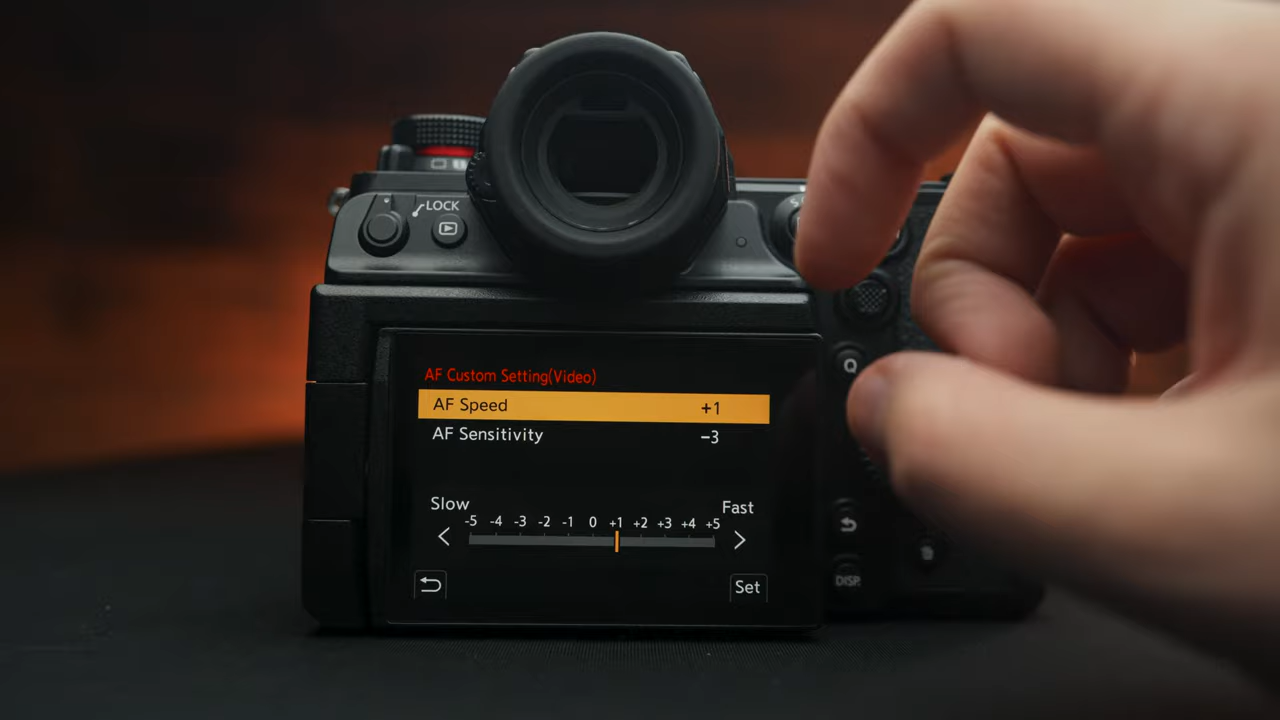 LOCK
AF Custom Setting(Video)
AF Speed +1
AF Sensitivity -3
Slow Fast
-5 -4 -3 -2 -1 0 +1 +2 +3 +4 +5
Set
Q
DISP.